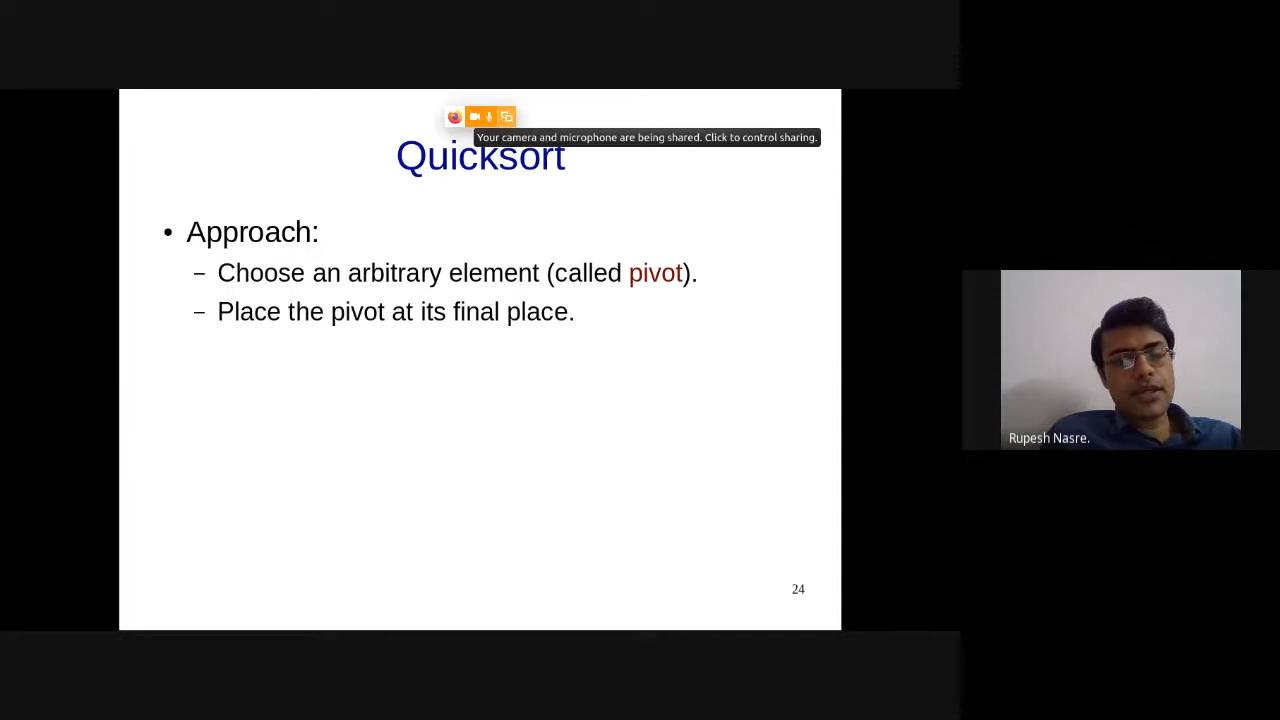 Your camera and microphone are being shared. Click to control sharing.
Quicksort
• Approach:
– Choose an arbitrary element (called pivot).
– Place the pivot at its final place.
24
Rupesh Nasre.